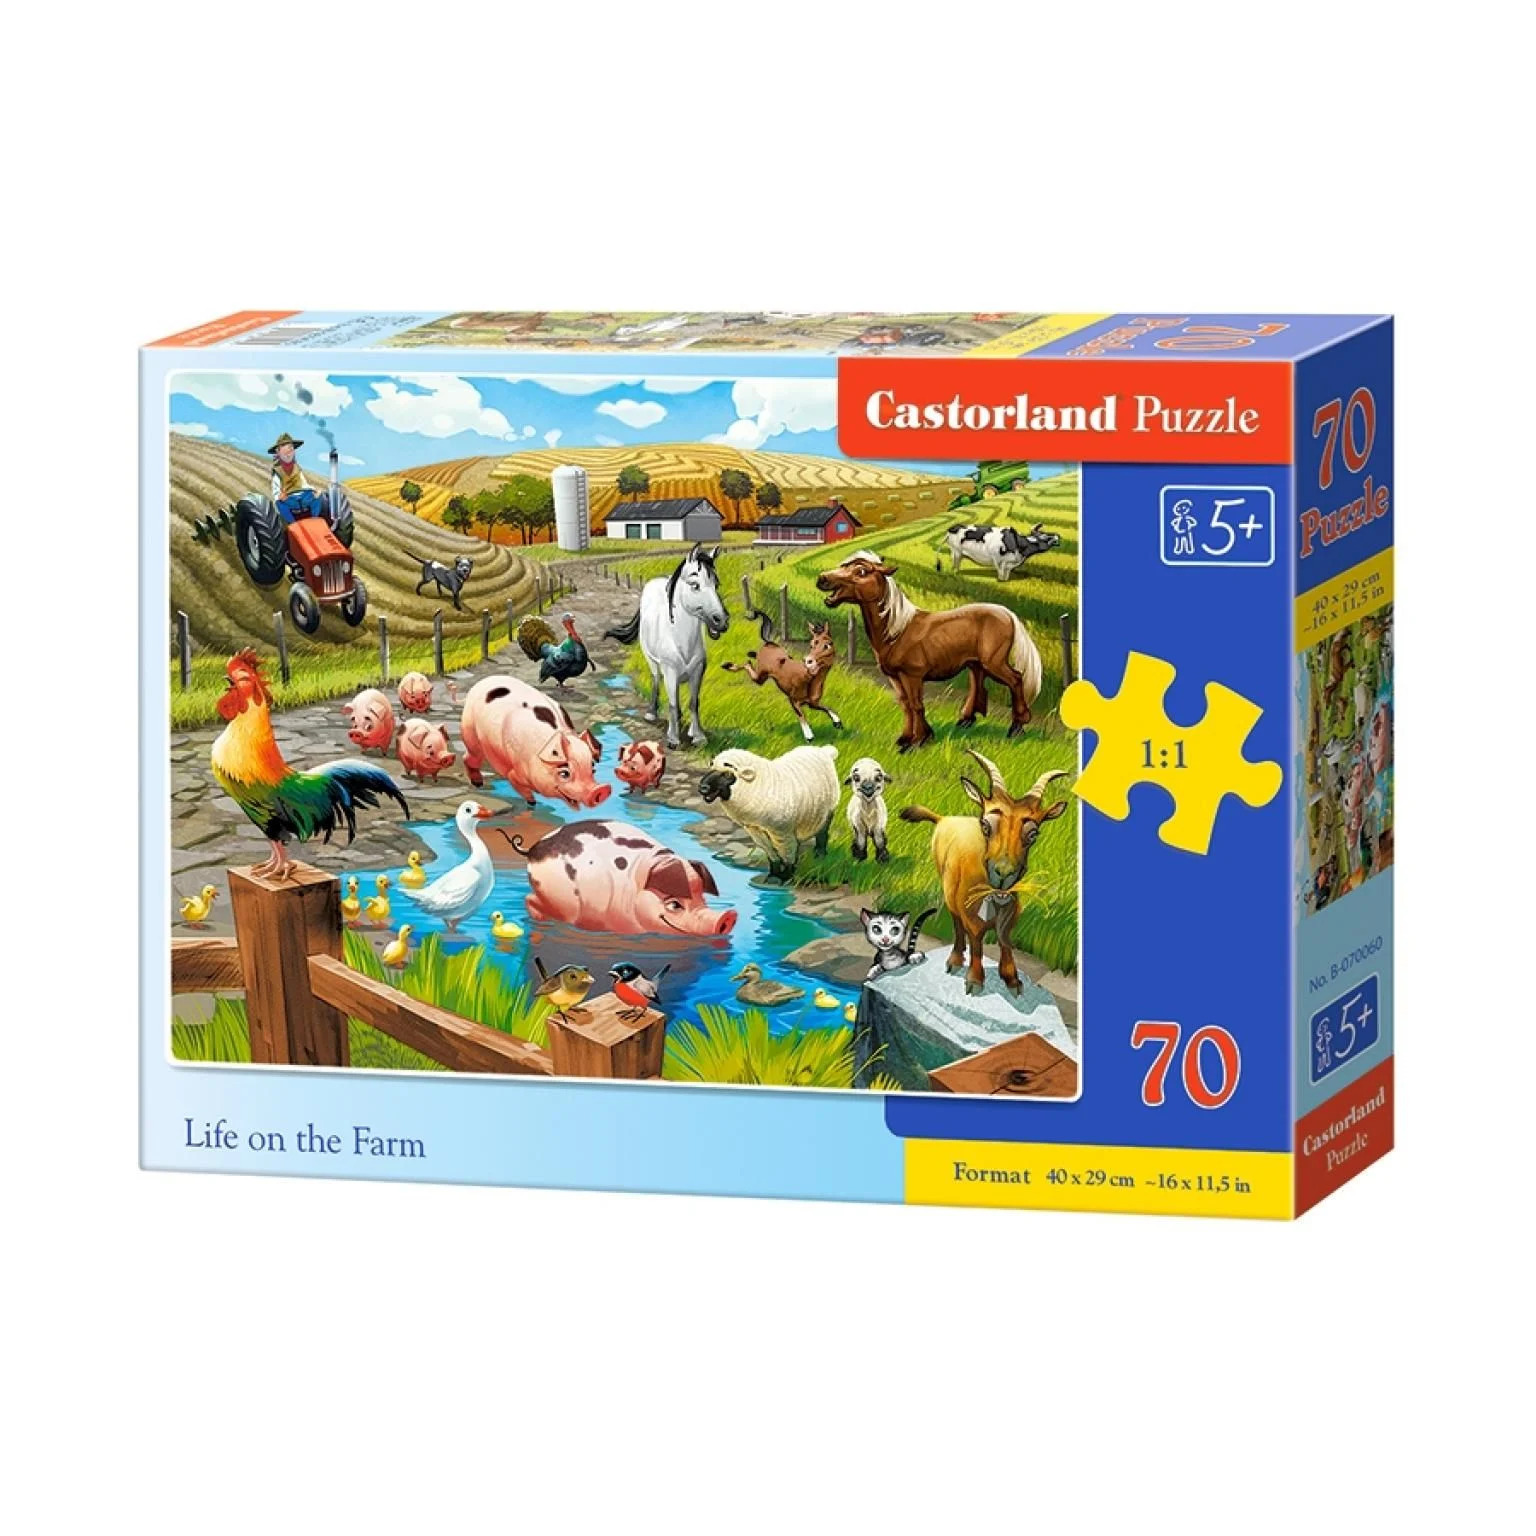 Castorland Puzzle
5+
1:1
70
Life on the Farm
Format 40 x 29 cm ~16 x 11,5 in
70
Puzzle
40 x 29 cm
~16 x 11,5 in
No. B-070060
5+
Castorland
Puzzle
70